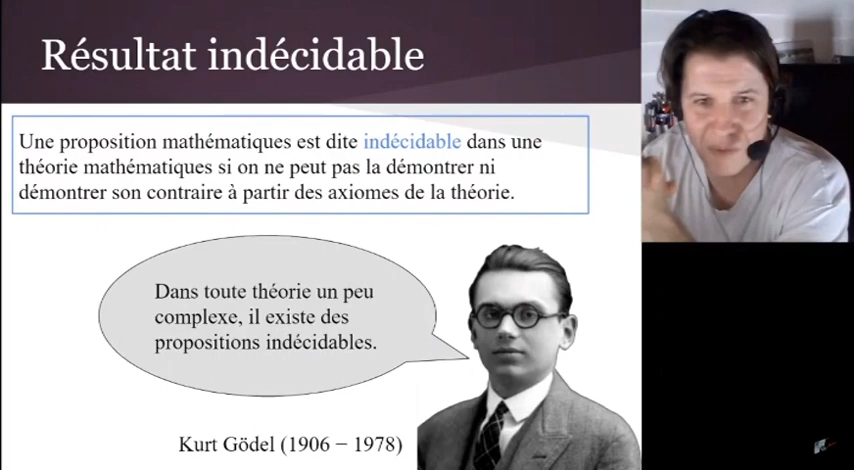 Résultat indécidable
Une proposition mathématiques est dite indécidable dans une
théorie mathématiques si on ne peut pas la démontrer ni
démontrer son contraire à partir des axiomes de la théorie.
Dans toute théorie un peu
complexe, il existe des
propositions indécidables.
Kurt Gödel (1906 − 1978)